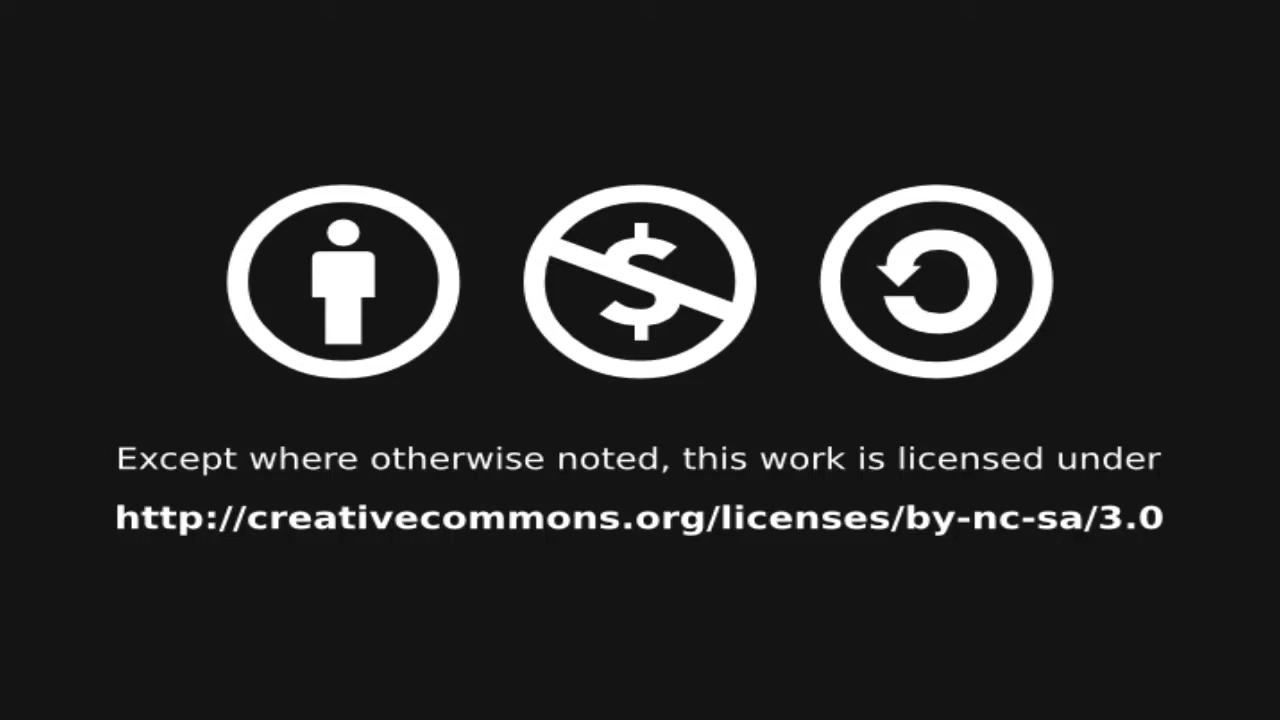 Except where otherwise noted, this work is licensed under
http://creativecommons.org/licenses/by-nc-sa/3.0